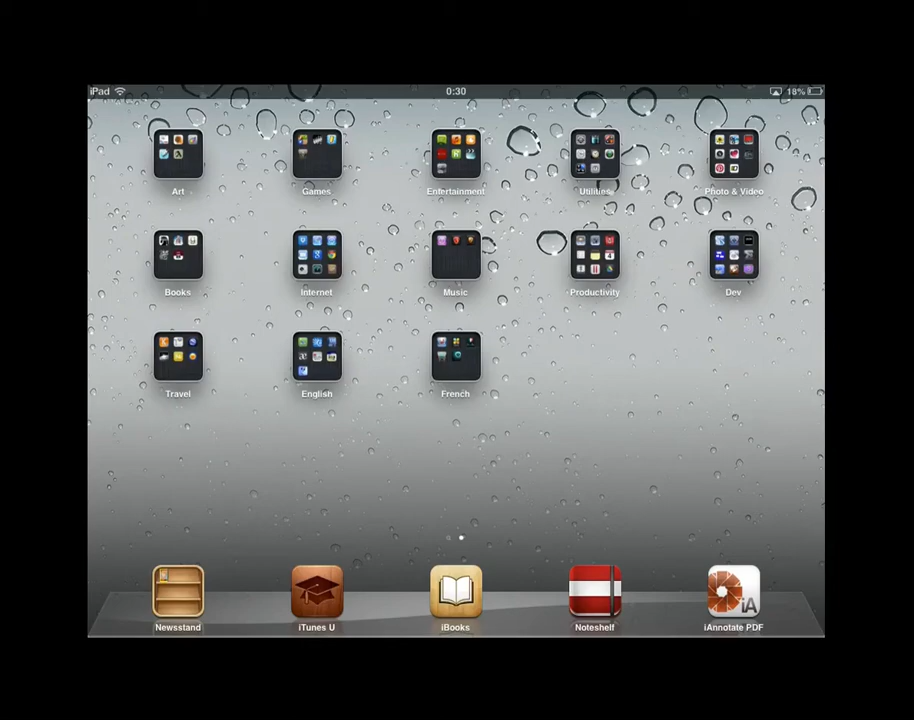 iPad 0:30 18%
Art Games Entertainment Utilities Photo & Video
Books Internet Music Productivity Dev
Travel English French
Newsstand iTunes U iBooks Noteshelf iAnnotate PDF
iA